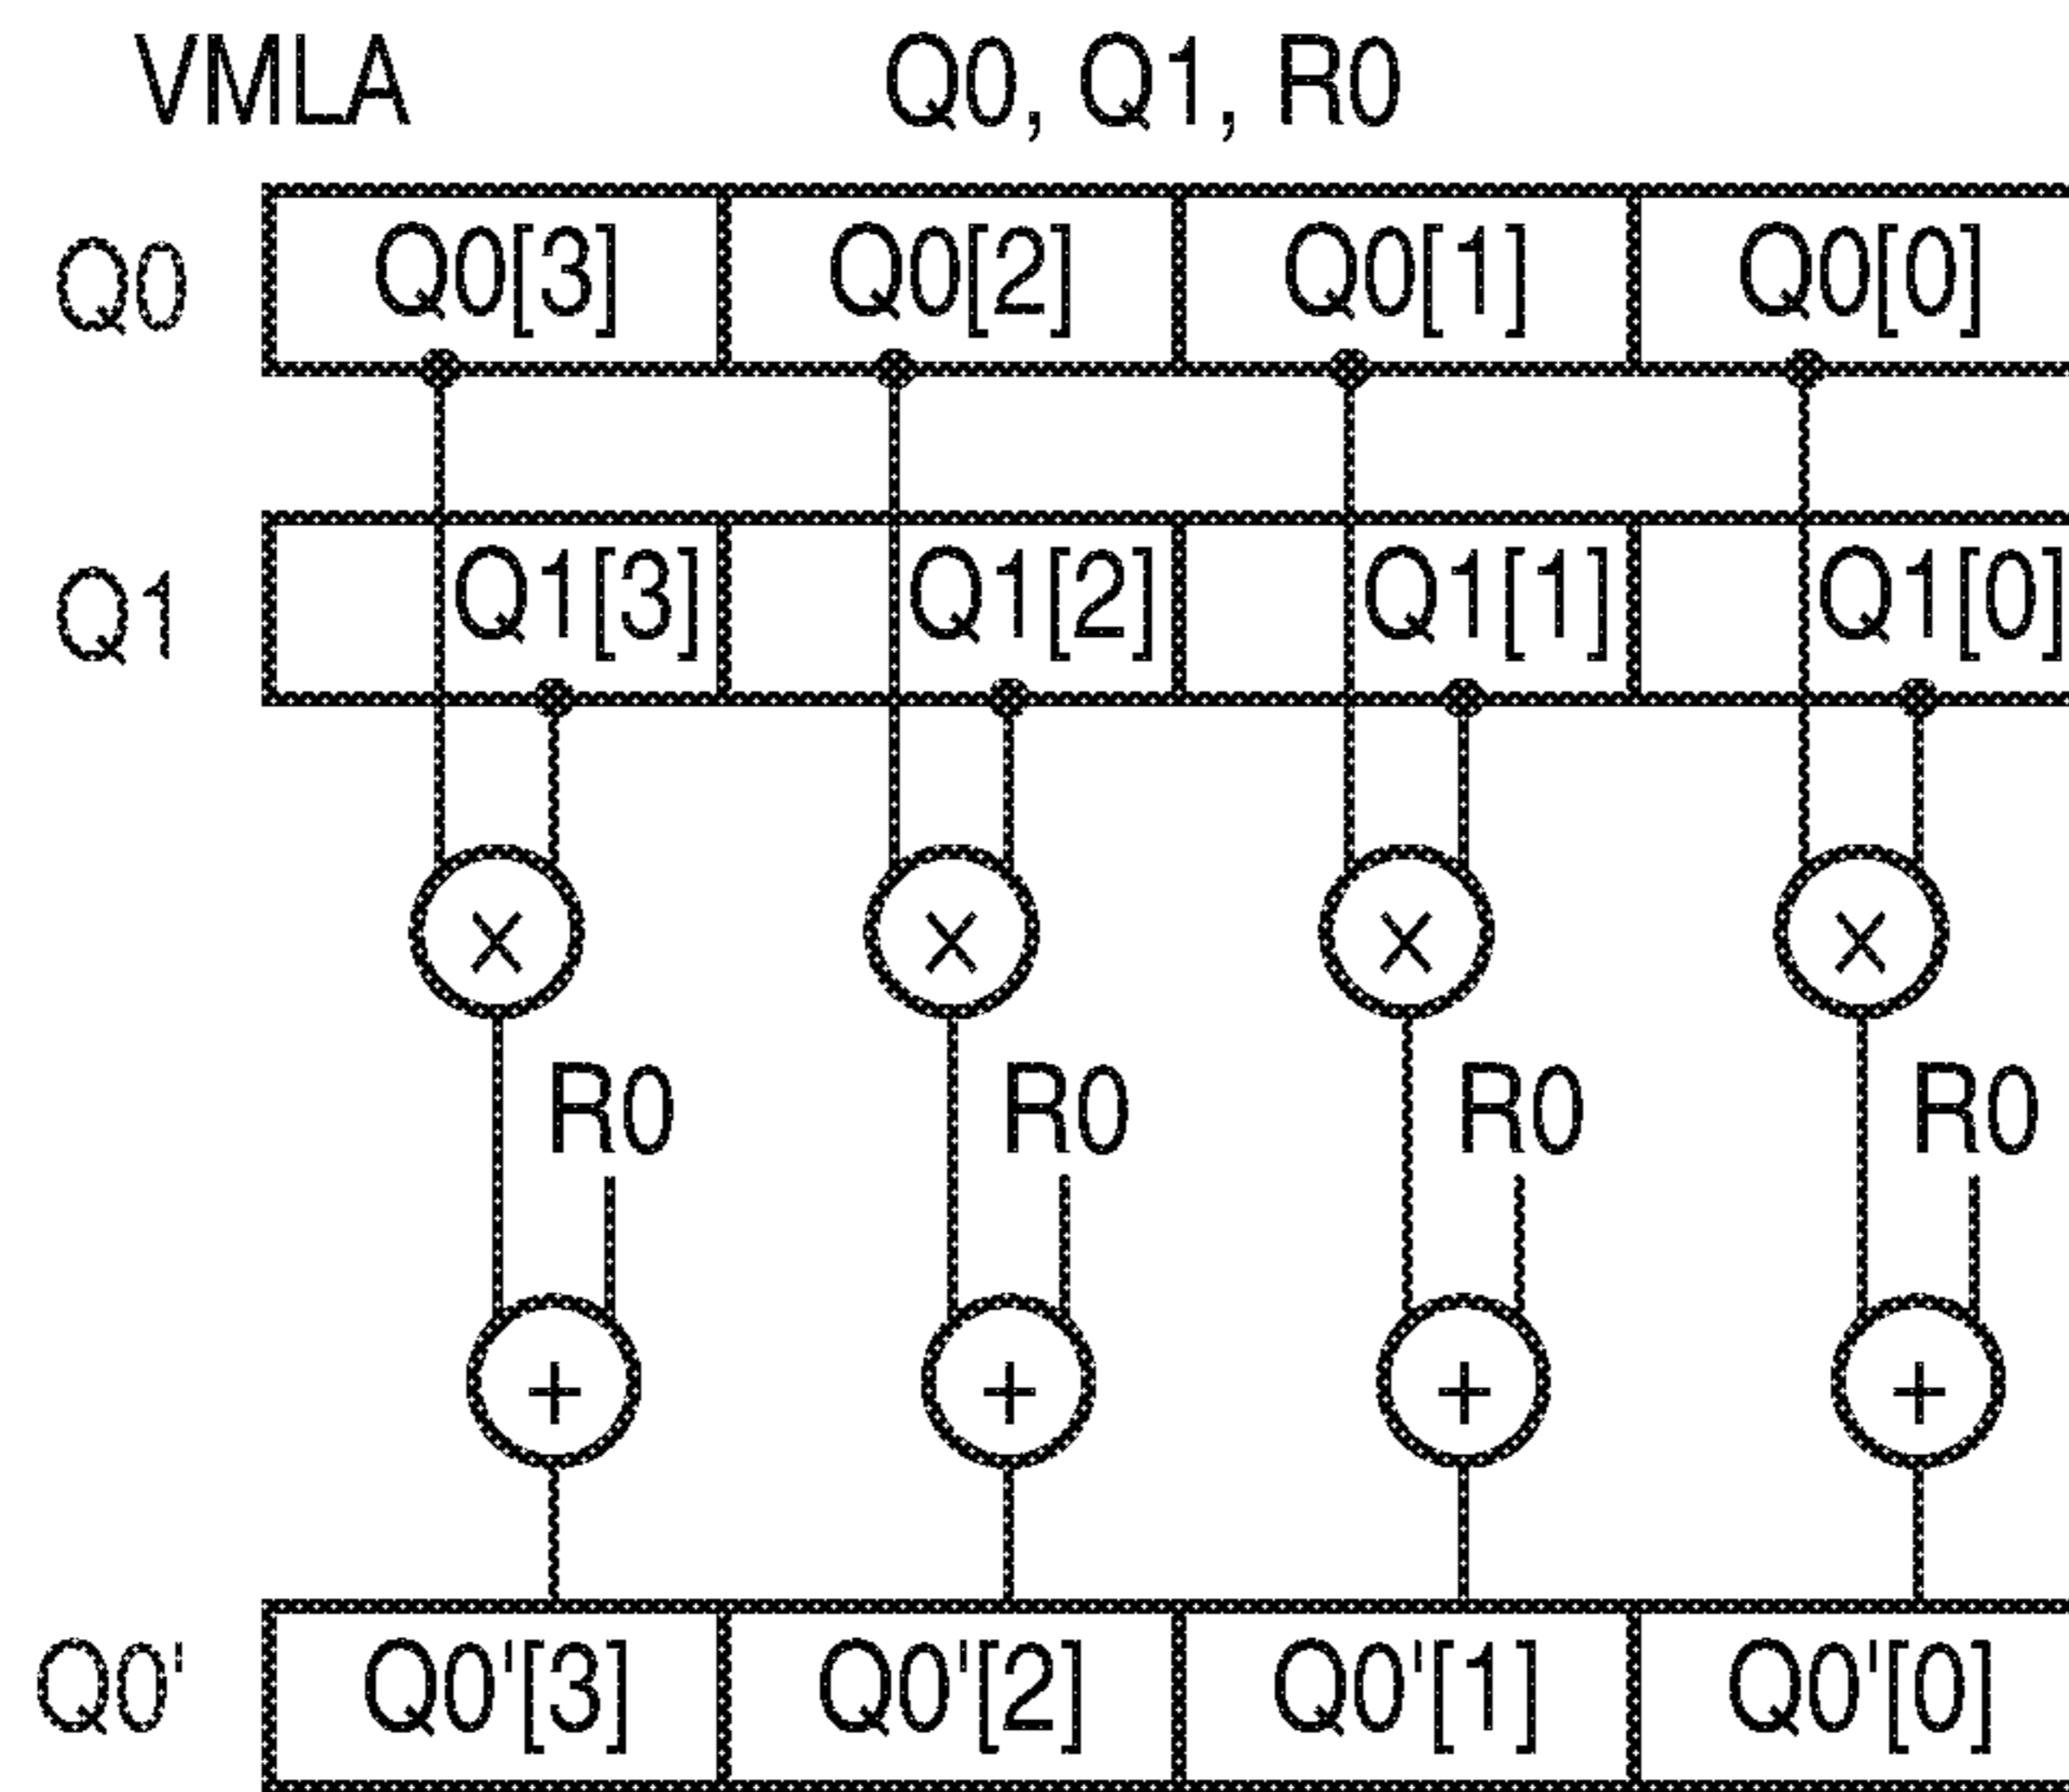 VMLA Q0, Q1, R0
Q0 Q0[3] Q0[2] Q0[1] Q0[0]
Q1 Q1[3] Q1[2] Q1[1] Q1[0]
× × × ×
R0 R0 R0 R0
+ + + +
Q0' Q0'[3] Q0'[2] Q0'[1] Q0'[0]